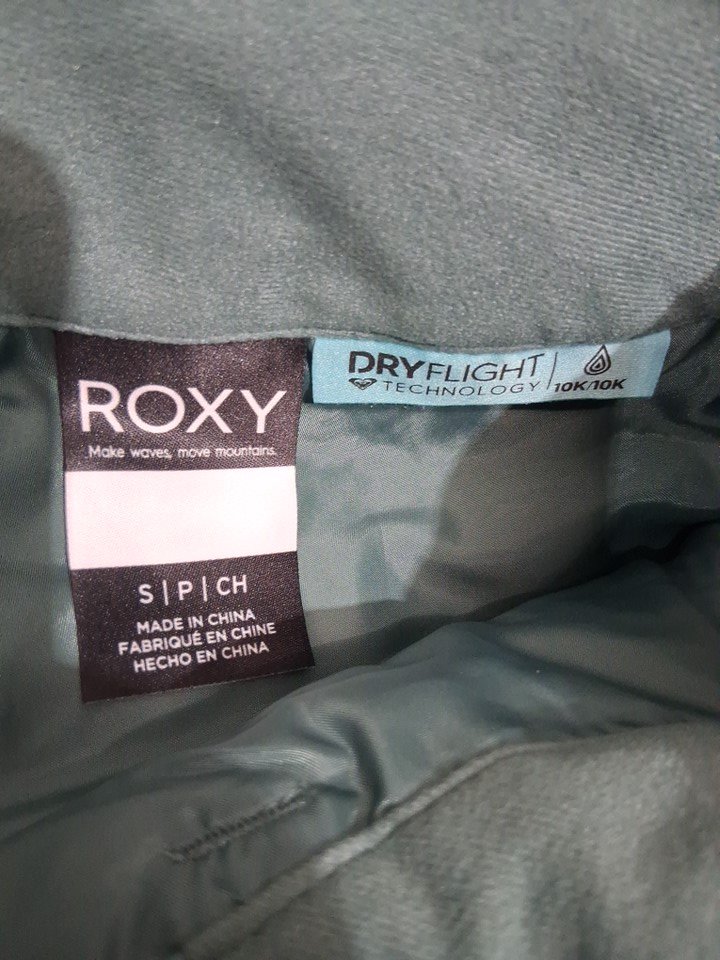 ROXY
Make waves, move mountains.
S | P | CH
MADE IN CHINA
FABRIQUÉ EN CHINE
HECHO EN CHINA
DRYFLIGHT
TECHNOLOGY
10K/10K